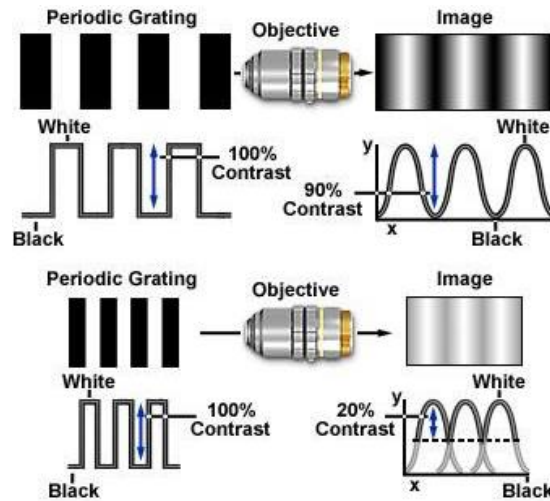 Periodic Grating
Objective
Image
White
100%
Contrast
Black
y
White
90%
Contrast
x
Black
Periodic Grating
Objective
Image
White
100%
Contrast
Black
y
White
20%
Contrast
x
Black